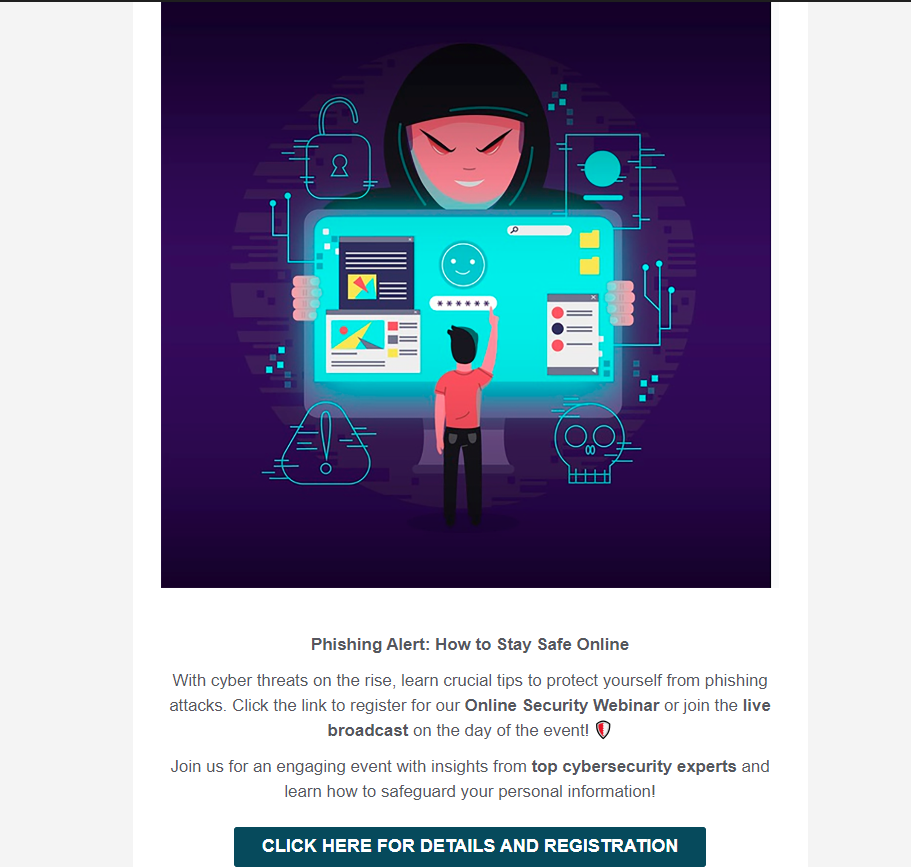 ******
Phishing Alert: How to Stay Safe Online
With cyber threats on the rise, learn crucial tips to protect yourself from phishing
attacks. Click the link to register for our Online Security Webinar or join the live
broadcast on the day of the event!
Join us for an engaging event with insights from top cybersecurity experts and
learn how to safeguard your personal information!
CLICK HERE FOR DETAILS AND REGISTRATION